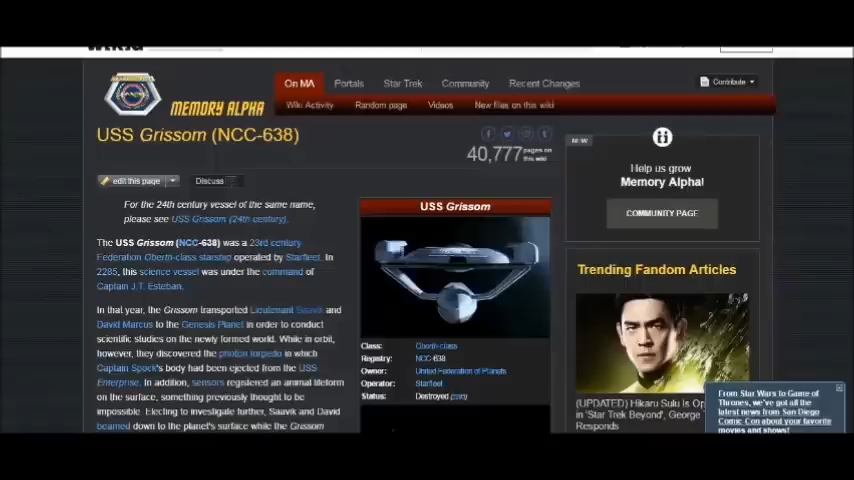 On MA
Portals
Star Trek
Community
Recent Changes
Contribute
Wiki Activity
Random page
Videos
New files on this wiki
MEMORY ALPHA
USS Grissom (NCC-638)
40,777 pages on this wiki
edit this page
Discuss
For the 24th century vessel of the same name,
please see USS Grissom (24th century).
The USS Grissom (NCC-638) was a 23rd century
Federation Oberth-class starship operated by Starfleet. In
2285, this science vessel was under the command of
Captain J.T. Esteban.
In that year, the Grissom transported Lieutenant Saavik and
David Marcus to the Genesis Planet in order to conduct
scientific studies on the newly formed world. While in orbit,
however, they discovered the photon torpedo in which
Captain Spock's body had been ejected from the USS
Enterprise. In addition, sensors registered an animal lifeform
on the surface, something previously thought to be
impossible. Electing to investigate further, Saavik and David
beamed down to the planet's surface while the Grissom
USS Grissom
Class: Oberth-class
Registry: NCC-638
Owner: United Federation of Planets
Operator: Starfleet
Status: Destroyed (2285)
Help us grow
Memory Alpha!
COMMUNITY PAGE
Trending Fandom Articles
(UPDATED) Hikaru Sulu Is
in 'Star Trek Beyond', George
Responds
From Star Wars to Game of
Thrones, we've got all the
latest news from San Diego
Comic-Con about your favorite
movies and shows!